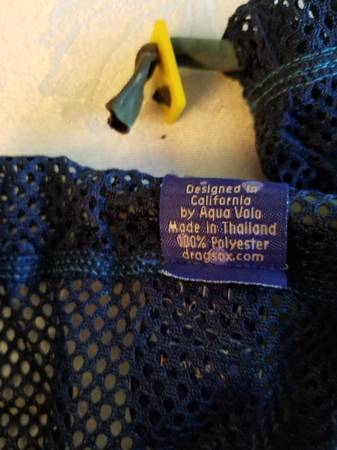 Designed in
California
by Aqua Volo
Made in Thailand
100% Polyester
dragsox.com